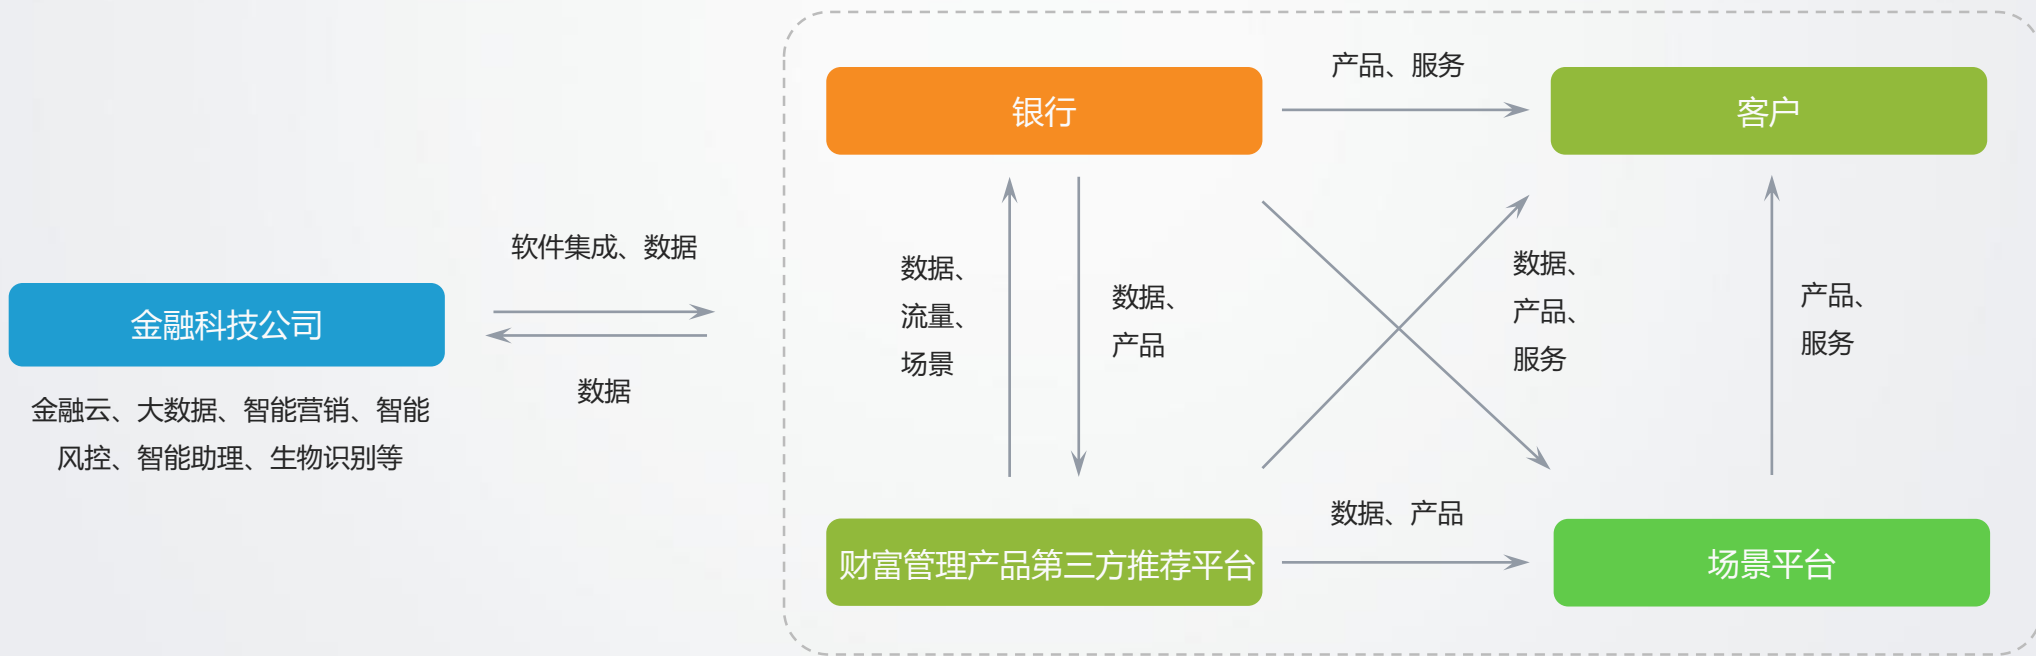 产品、服务
银行
客户
软件集成、数据
数据、
流量、
场景
数据、
产品
数据、
产品、
服务
产品、
服务
金融科技公司
数据
金融云、大数据、智能营销、智能
风控、智能助理、生物识别等
数据、产品
财富管理产品第三方推荐平台
场景平台